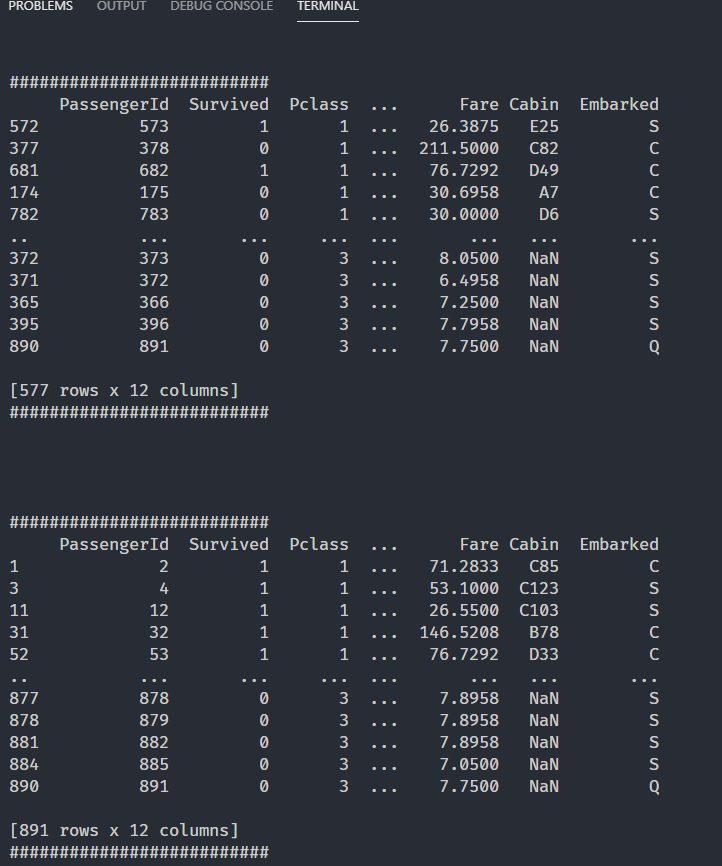 PROBLEMS OUTPUT DEBUG CONSOLE TERMINAL
##########################
     PassengerId  Survived  Pclass  ...      Fare Cabin  Embarked
572          573         1       1  ...   26.3875   E25         S
377          378         0       1  ...  211.5000   C82         C
681          682         1       1  ...   76.7292   D49         C
174          175         0       1  ...   30.6958    A7         C
782          783         0       1  ...   30.0000    D6         S
..           ...       ...     ...  ...       ...   ...       ...
372          373         0       3  ...    8.0500   NaN         S
371          372         0       3  ...    6.4958   NaN         S
365          366         0       3  ...    7.2500   NaN         S
395          396         0       3  ...    7.7958   NaN         S
890          891         0       3  ...    7.7500   NaN         Q
[577 rows x 12 columns]
##########################
##########################
     PassengerId  Survived  Pclass  ...      Fare Cabin  Embarked
1              2         1       1  ...   71.2833   C85         C
3              4         1       1  ...   53.1000  C123         S
11            12         1       1  ...   26.5500  C103         S
31            32         1       1  ...  146.5208   B78         C
52            53         1       1  ...   76.7292   D33         C
..           ...       ...     ...  ...       ...   ...       ...
877          878         0       3  ...    7.8958   NaN         S
878          879         0       3  ...    7.8958   NaN         S
881          882         0       3  ...    7.8958   NaN         S
884          885         0       3  ...    7.0500   NaN         S
890          891         0       3  ...    7.7500   NaN         Q
[891 rows x 12 columns]
##########################